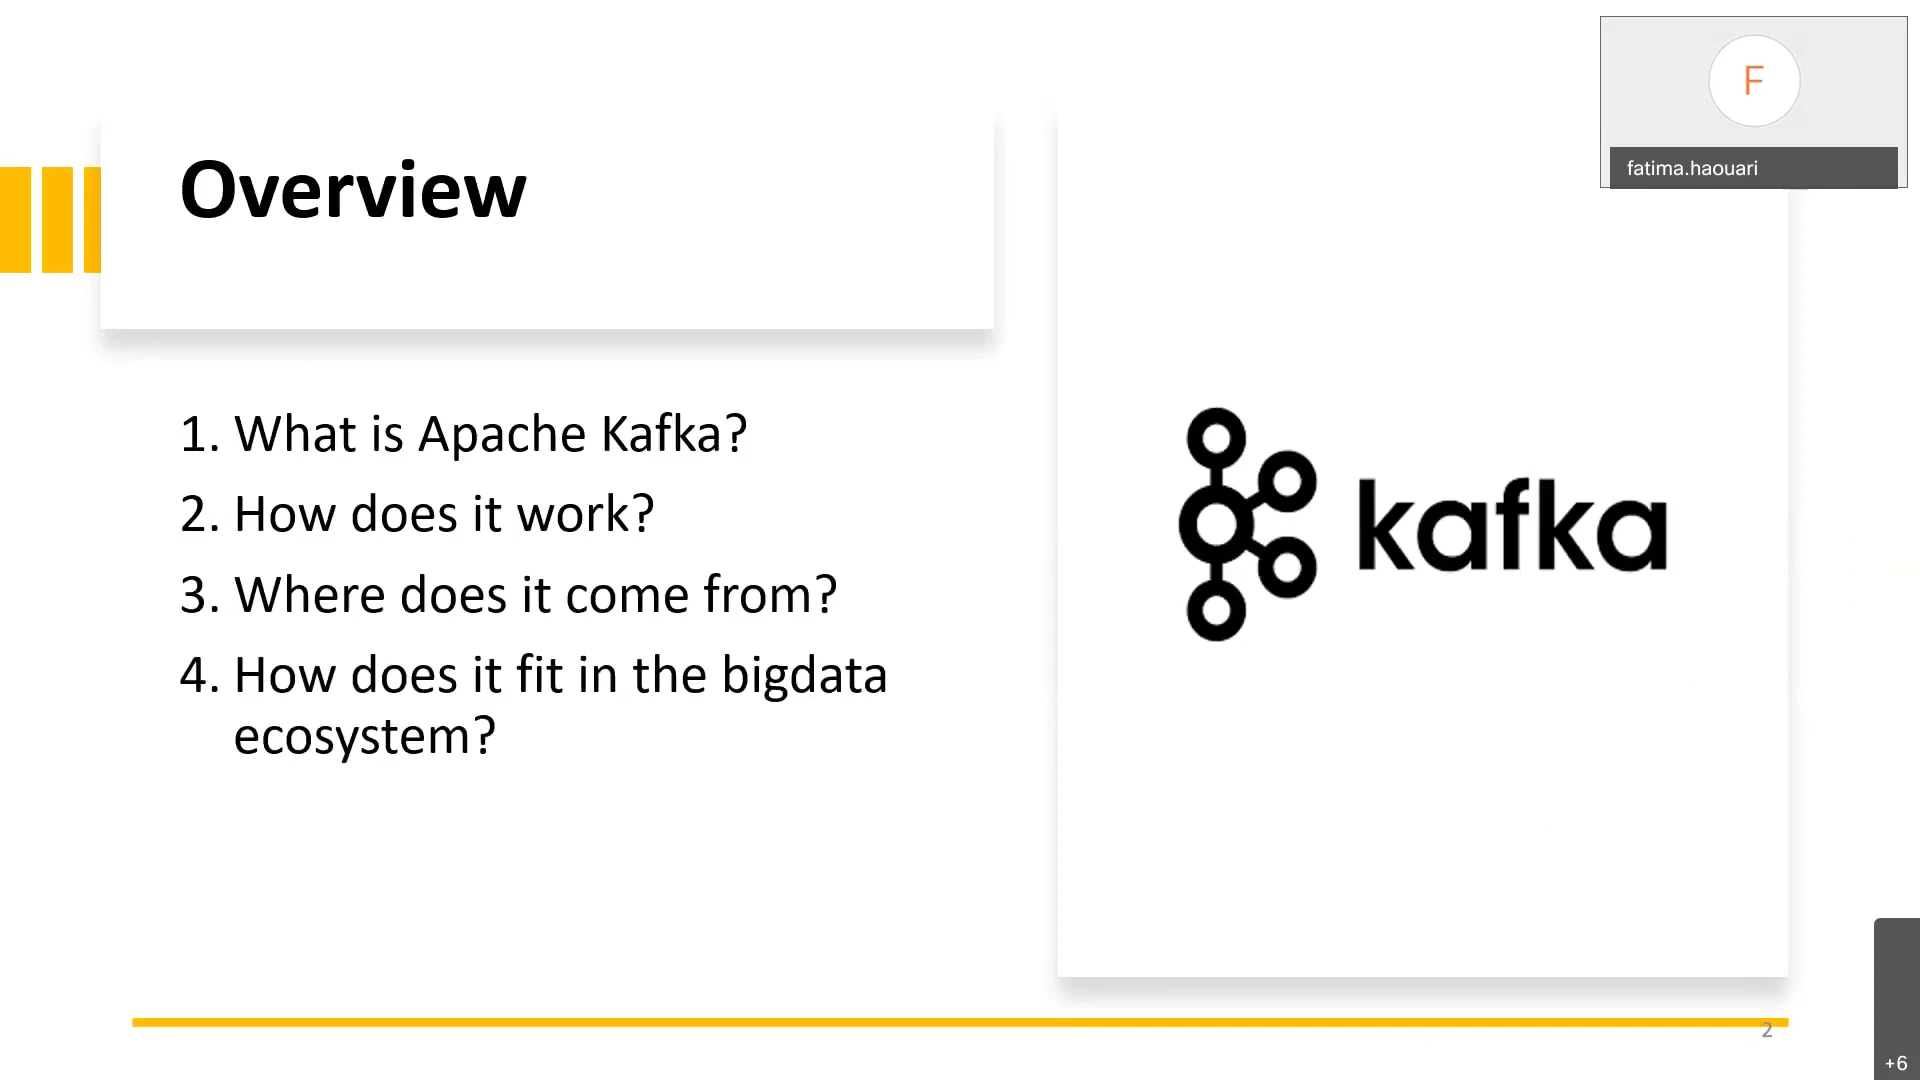 F
fatima.haouari
Overview
1. What is Apache Kafka?
2. How does it work?
3. Where does it come from?
4. How does it fit in the bigdata
ecosystem?
kafka
2
+6